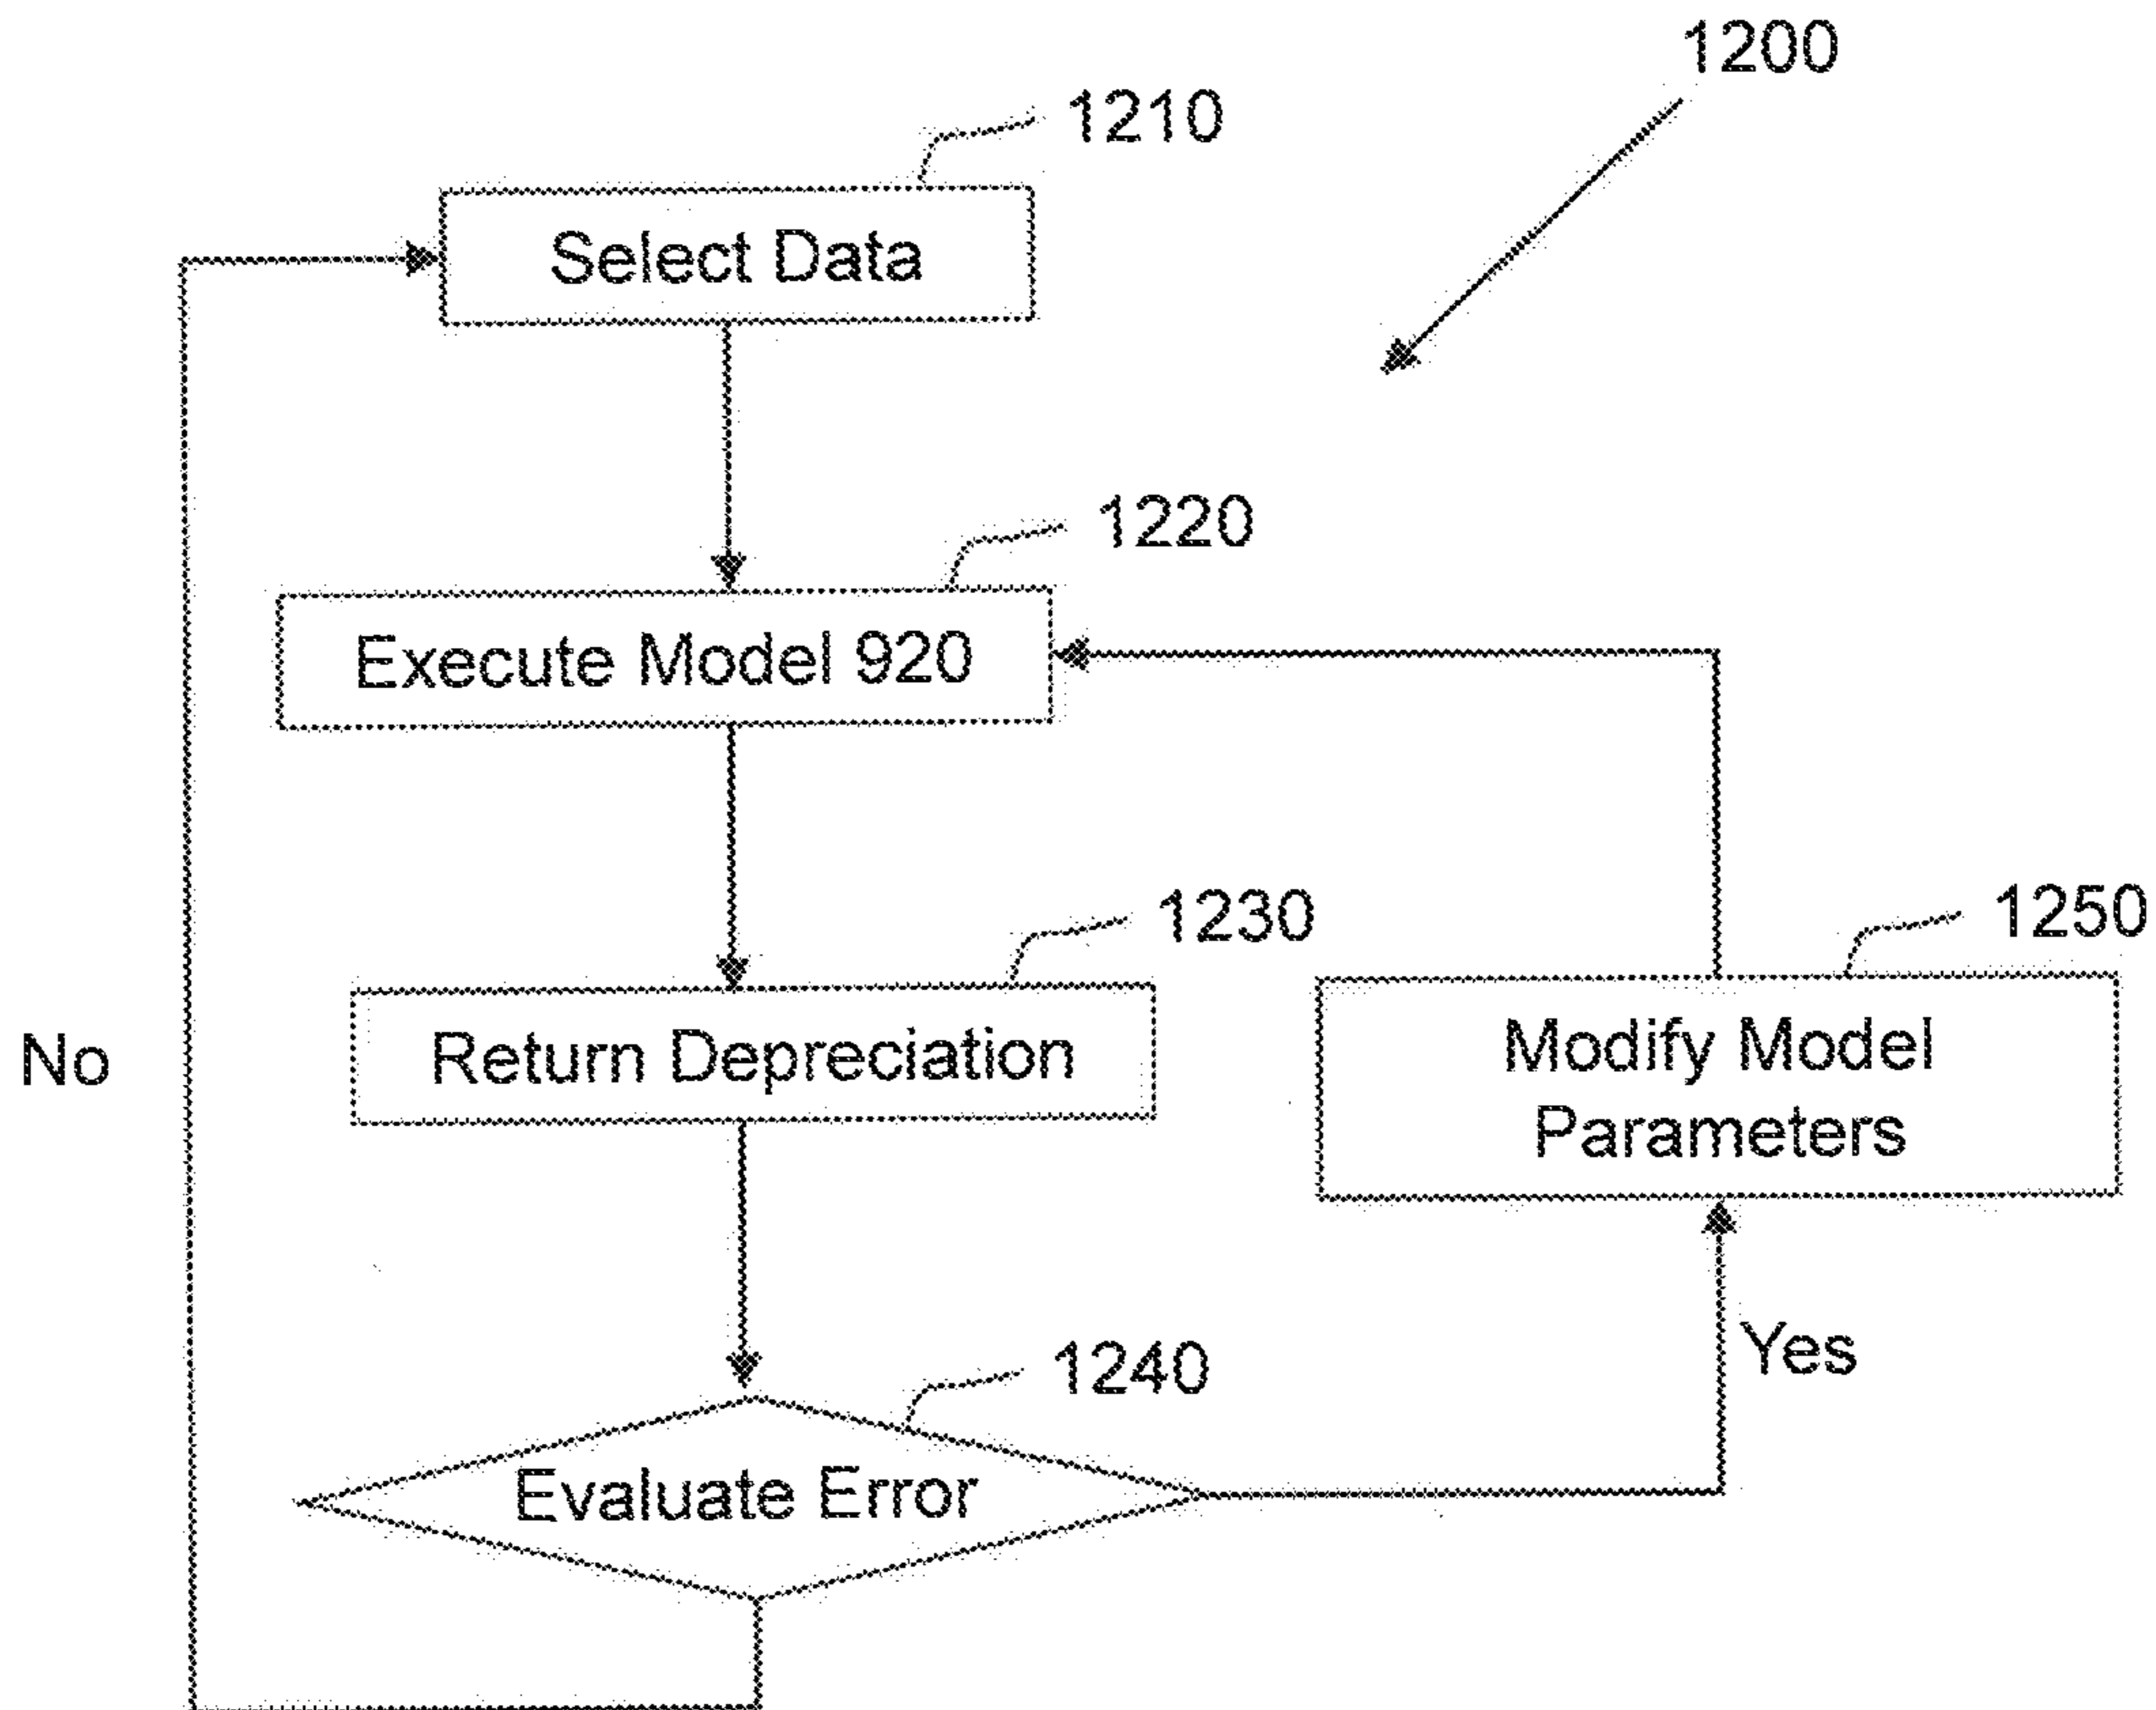 1200
1210
Select Data
1220
Execute Model 920
1230
1250
Return Depreciation
Modify Model
Parameters
No
Yes
1240
Evaluate Error